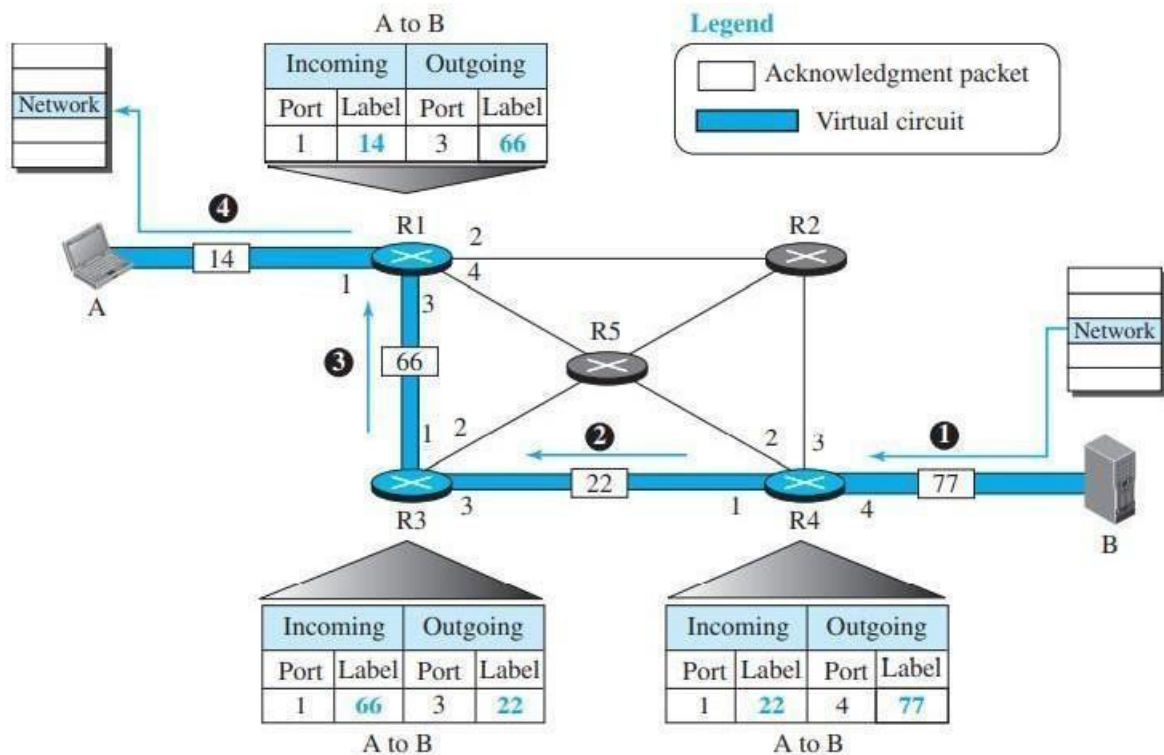 A to B
Incoming Outgoing
Port Label Port Label
1 14 3 66
Legend
Acknowledgment packet
Virtual circuit
Network
4
R1
R2
2
14
4
A
1
3
Network
R5
3
66
1
2
2
1
2
3
22
77
3
1
4
R3
R4
B
Incoming Outgoing
Port Label Port Label
1 66 3 22
A to B
Incoming Outgoing
Port Label Port Label
1 22 4 77
A to B